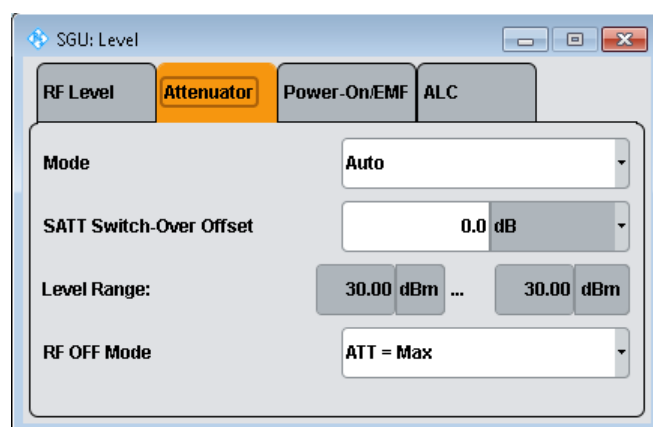 SGU: Level
RF Level Attenuator Power-On/EMF ALC
Mode Auto
SATT Switch-Over Offset 0.0 dB
Level Range: 30.00 dBm ... 30.00 dBm
RF OFF Mode ATT = Max